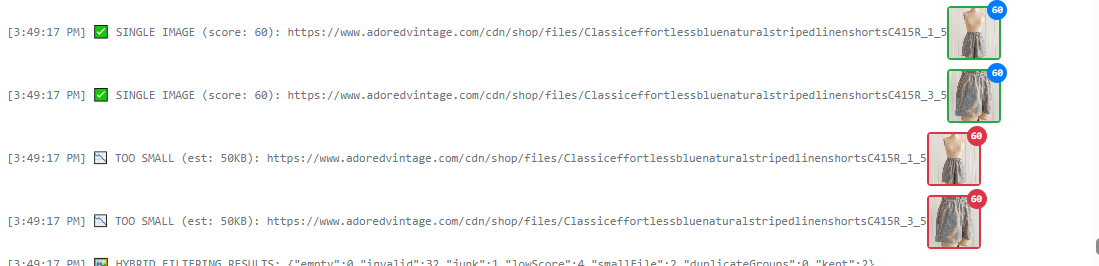 [3:49:17 PM] ✅ SINGLE IMAGE (score: 60): https://www.adoredvintage.com/cdn/shop/files/ClassiceffortlessbluenaturalstripedlinenshortsC415R_1_5 60
[3:49:17 PM] ✅ SINGLE IMAGE (score: 60): https://www.adoredvintage.com/cdn/shop/files/ClassiceffortlessbluenaturalstripedlinenshortsC415R_3_5 60
[3:49:17 PM] 📉 TOO SMALL (est: 50KB): https://www.adoredvintage.com/cdn/shop/files/ClassiceffortlessbluenaturalstripedlinenshortsC415R_1_5 60
[3:49:17 PM] 📉 TOO SMALL (est: 50KB): https://www.adoredvintage.com/cdn/shop/files/ClassiceffortlessbluenaturalstripedlinenshortsC415R_3_5 60
[3:49:17 PM] HYBRID FILTERING RESULTS: {"empty":0,"invalid":32,"junk":1,"lowScore":4,"smallFile":2,"duplicateGroups":0,"kept":2}